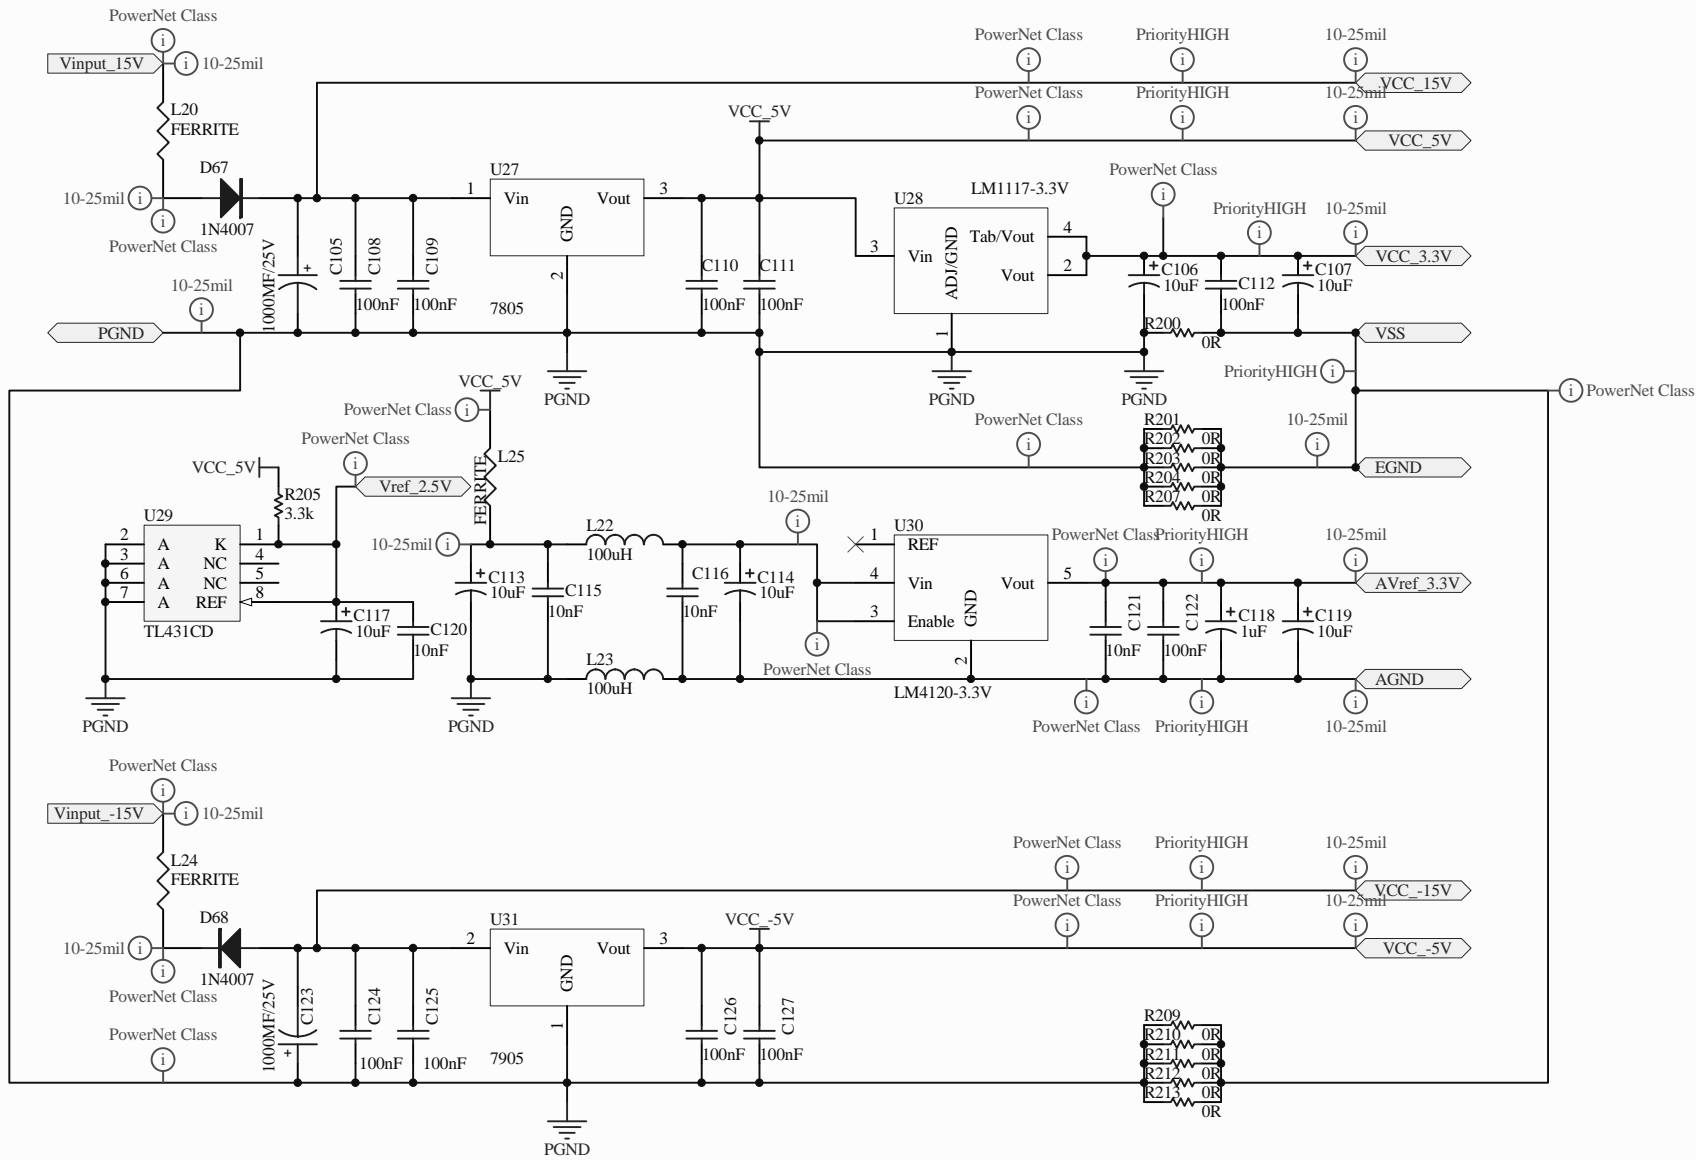 PowerNet Class
Vinput_15V
i 10-25mil
L20
FERRITE
D67
10-25mil i
1N4007
i
PowerNet Class
PowerNet Class
PriorityHIGH
10-25mil
i
i
i
VCC_15V
PowerNet Class
PriorityHIGH
10-25mil
i
i
i
VCC_5V
VCC_5V
U27
1
Vin
Vout
3
GND
2
7805
1000MF/25V
+
C105
C108
100nF
C109
100nF
C110
100nF
C111
100nF
U28
LM1117-3.3V
3
Vin
ADJ/GND
Tab/Vout
4
Vout
2
1
PowerNet Class
i
PriorityHIGH
i
10-25mil
i
VCC_3.3V
+
C106
10uF
C112
100nF
+
C107
10uF
R200
0R
VSS
10-25mil
i
PGND
PGND
PGND
PGND
PriorityHIGH i
i PowerNet Class
VCC_5V
PowerNet Class i
L25
FERRITE
PowerNet Class
i
VCC_5V
Vref_2.5V
R205
3.3k
U29
2
A
K
1
3
A
NC
4
6
A
NC
5
7
A
REF
8
TL431CD
+
C117
10uF
C120
10nF
PGND
PowerNet Class
i
R201
0R
R202
0R
R203
0R
R204
0R
R207
0R
10-25mil
i
EGND
10-25mil i
+
C113
10uF
C115
10nF
L22
100uH
L23
100uH
C116
10nF
+
C114
10uF
PGND
10-25mil
i
i
PowerNet Class
U30
1
REF
4
Vin
Vout
5
3
Enable
GND
2
LM4120-3.3V
PowerNet Class
i
PriorityHIGH
i
10-25mil
i
AVref_3.3V
C121
10nF
C122
100nF
+
C118
1uF
+
C119
10uF
AGND
i
PowerNet Class
i
PriorityHIGH
i
10-25mil
PowerNet Class
i
Vinput_-15V
i 10-25mil
L24
FERRITE
D68
10-25mil i
1N4007
i
PowerNet Class
PowerNet Class
i
1000MF/25V
+
C123
C124
100nF
C125
100nF
U31
2
Vin
Vout
3
GND
1
7905
VCC_-5V
C126
100nF
C127
100nF
PGND
PowerNet Class
PriorityHIGH
10-25mil
i
i
i
VCC_-15V
PowerNet Class
PriorityHIGH
10-25mil
i
i
i
VCC_-5V
R209
0R
R210
0R
R211
0R
R212
0R
R213
0R